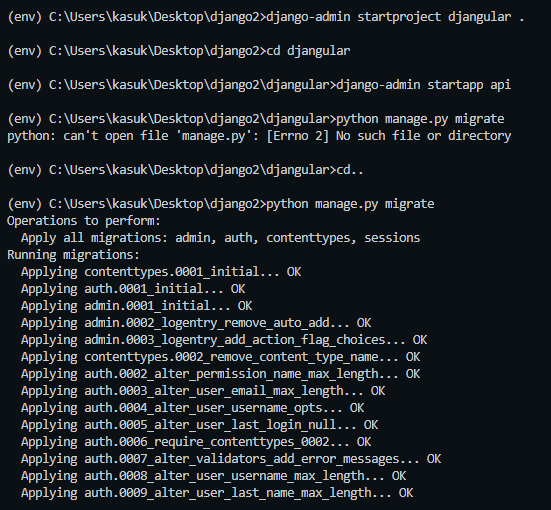 (env) C:\Users\kasuk\Desktop\django2>django-admin startproject djangular .
(env) C:\Users\kasuk\Desktop\django2>cd djangular
(env) C:\Users\kasuk\Desktop\django2\djangular>django-admin startapp api
(env) C:\Users\kasuk\Desktop\django2\djangular>python manage.py migrate
python: can't open file 'manage.py': [Errno 2] No such file or directory
(env) C:\Users\kasuk\Desktop\django2\djangular>cd..
(env) C:\Users\kasuk\Desktop\django2>python manage.py migrate
Operations to perform:
  Apply all migrations: admin, auth, contenttypes, sessions
Running migrations:
  Applying contenttypes.0001_initial... OK
  Applying auth.0001_initial... OK
  Applying admin.0001_initial... OK
  Applying admin.0002_logentry_remove_auto_add... OK
  Applying admin.0003_logentry_add_action_flag_choices... OK
  Applying contenttypes.0002_remove_content_type_name... OK
  Applying auth.0002_alter_permission_name_max_length... OK
  Applying auth.0003_alter_user_email_max_length... OK
  Applying auth.0004_alter_user_username_opts... OK
  Applying auth.0005_alter_user_last_login_null... OK
  Applying auth.0006_require_contenttypes_0002... OK
  Applying auth.0007_alter_validators_add_error_messages... OK
  Applying auth.0008_alter_user_username_max_length... OK
  Applying auth.0009_alter_user_last_name_max_length... OK